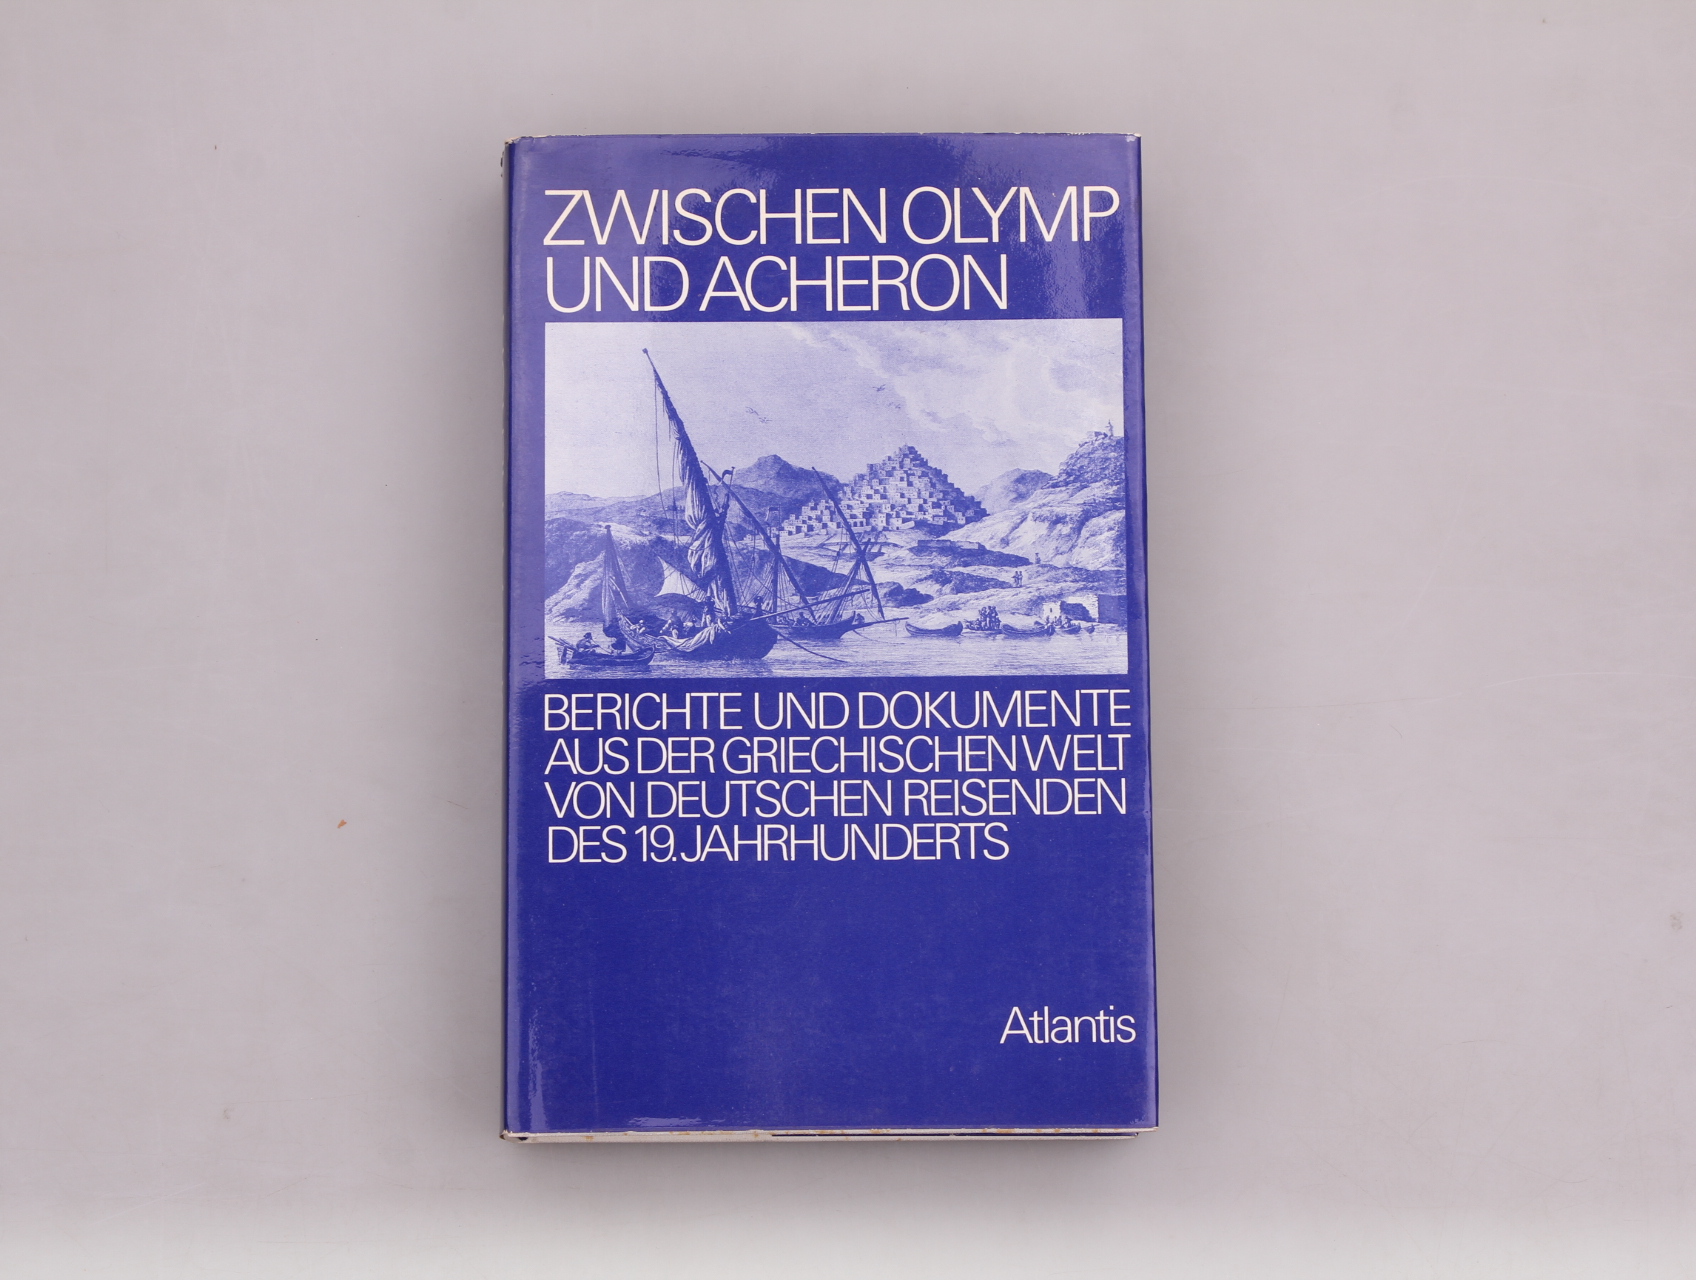 ZWISCHEN OLYMP
UND ACHERON
BERICHTE UND DOKUMENTE
AUS DER GRIECHISCHEN WELT
VON DEUTSCHEN REISENDEN
DES 19. JAHRHUNDERTS
Atlantis